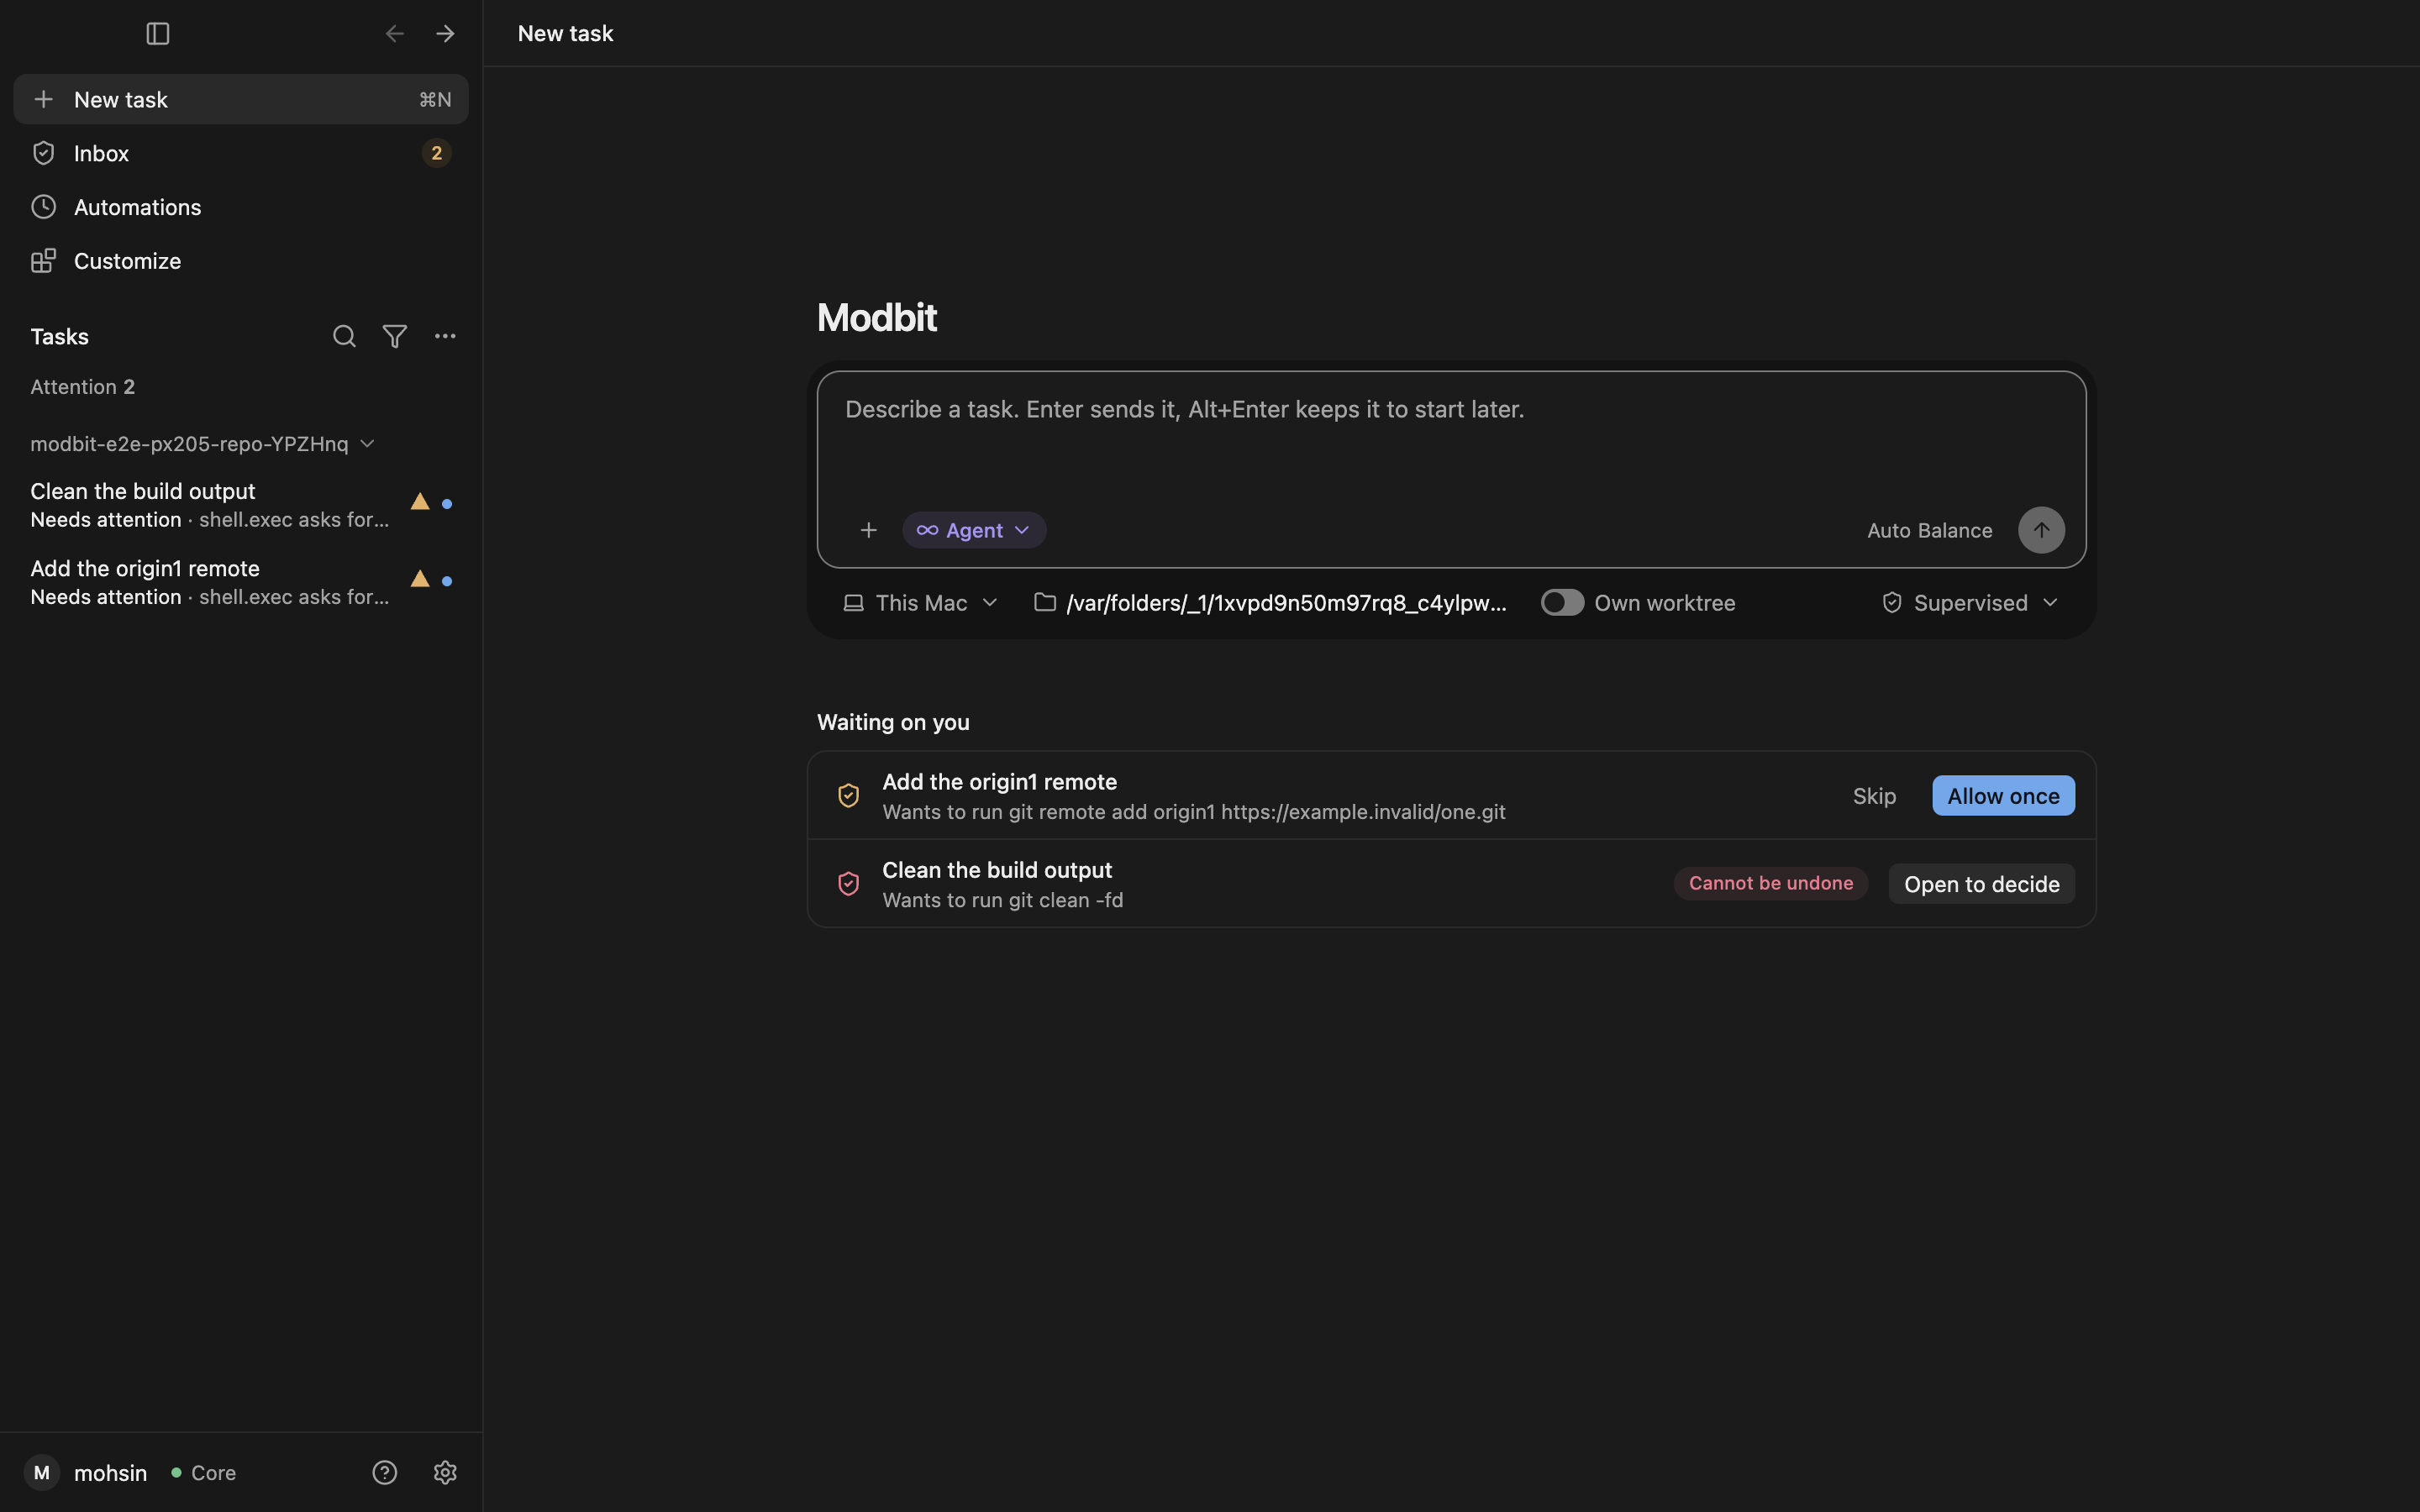 New task
New task ⌘N
Inbox 2
Automations
Customize
Tasks
Attention 2
modbit-e2e-px205-repo-YPZHnq
Clean the build output
Needs attention · shell.exec asks for...
Add the origin1 remote
Needs attention · shell.exec asks for...
M mohsin Core
Modbit
Describe a task. Enter sends it, Alt+Enter keeps it to start later.
Agent Auto Balance
This Mac /var/folders/_1/1xvpd9n50m97rq8_c4ylpw... Own worktree Supervised
Waiting on you
Add the origin1 remote
Wants to run git remote add origin1 https://example.invalid/one.git
Skip Allow once
Clean the build output
Wants to run git clean -fd
Cannot be undone Open to decide